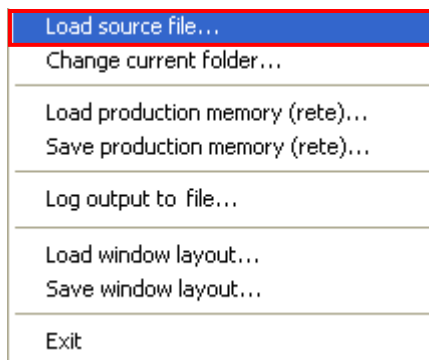 Load source file...
Change current folder...
Load production memory (rete)...
Save production memory (rete)...
Log output to file...
Load window layout...
Save window layout...
Exit